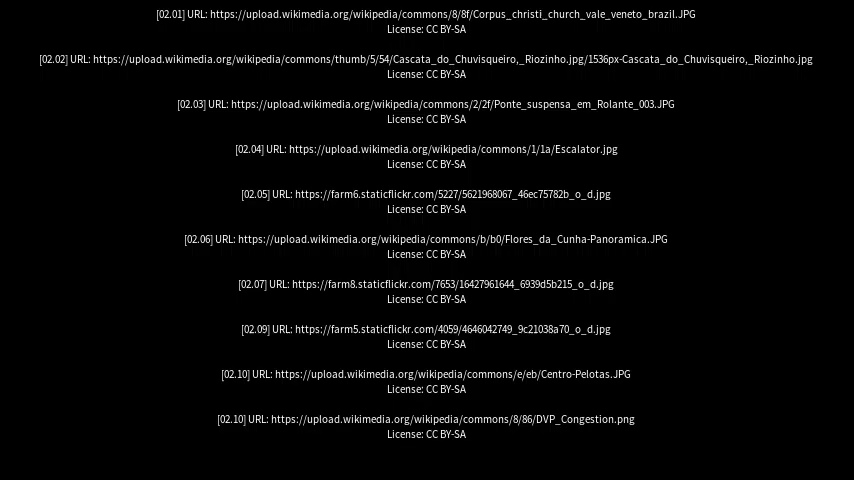 [02.01] URL: https://upload.wikimedia.org/wikipedia/commons/8/8f/Corpus_christi_church_vale_veneto_brazil.JPG
License: CC BY-SA
[02.02] URL: https://upload.wikimedia.org/wikipedia/commons/thumb/5/54/Cascata_do_Chuvisqueiro,_Riozinho.jpg/1536px-Cascata_do_Chuvisqueiro,_Riozinho.jpg
License: CC BY-SA
[02.03] URL: https://upload.wikimedia.org/wikipedia/commons/2/2f/Ponte_suspensa_em_Rolante_003.JPG
License: CC BY-SA
[02.04] URL: https://upload.wikimedia.org/wikipedia/commons/1/1a/Escalator.jpg
License: CC BY-SA
[02.05] URL: https://farm6.staticflickr.com/5227/5621968067_46ec75782b_o_d.jpg
License: CC BY-SA
[02.06] URL: https://upload.wikimedia.org/wikipedia/commons/b/b0/Flores_da_Cunha-Panoramica.JPG
License: CC BY-SA
[02.07] URL: https://farm8.staticflickr.com/7653/16427961644_6939d5b215_o_d.jpg
License: CC BY-SA
[02.09] URL: https://farm5.staticflickr.com/4059/4646042749_9c21038a70_o_d.jpg
License: CC BY-SA
[02.10] URL: https://upload.wikimedia.org/wikipedia/commons/e/eb/Centro-Pelotas.JPG
License: CC BY-SA
[02.10] URL: https://upload.wikimedia.org/wikipedia/commons/8/86/DVP_Congestion.png
License: CC BY-SA